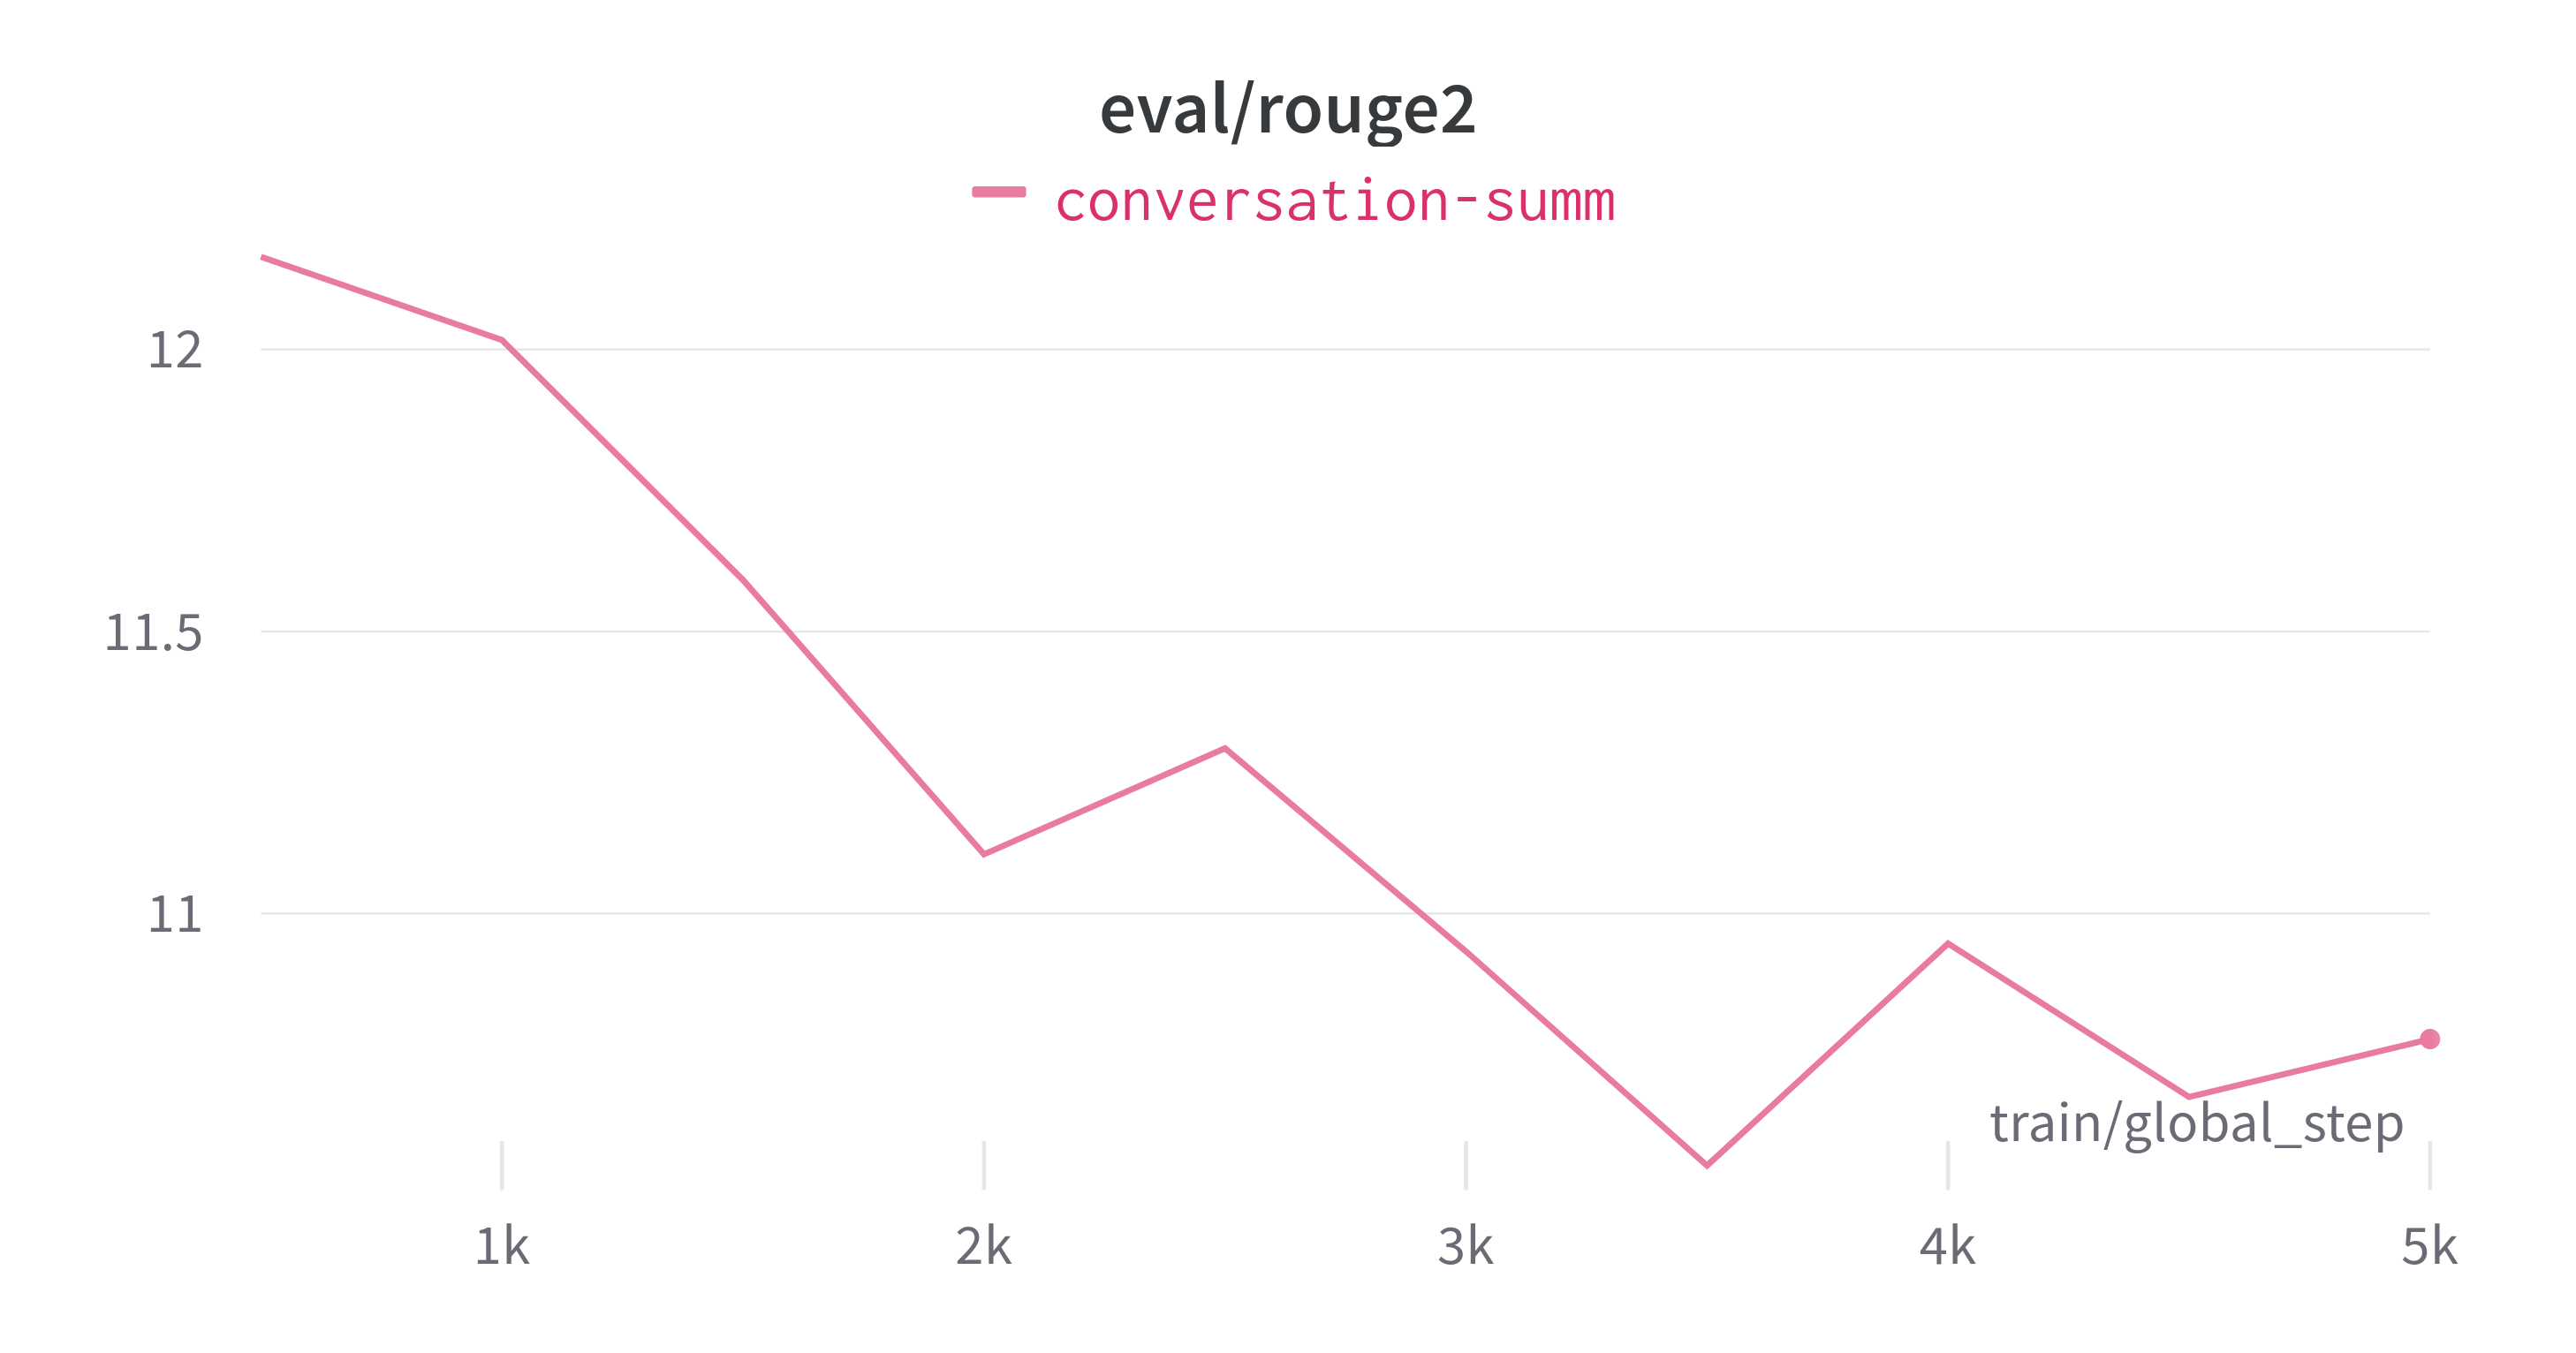 eval/rouge2
conversation-summ
12
11.5
11
train/global_step
1k 2k 3k 4k 5k